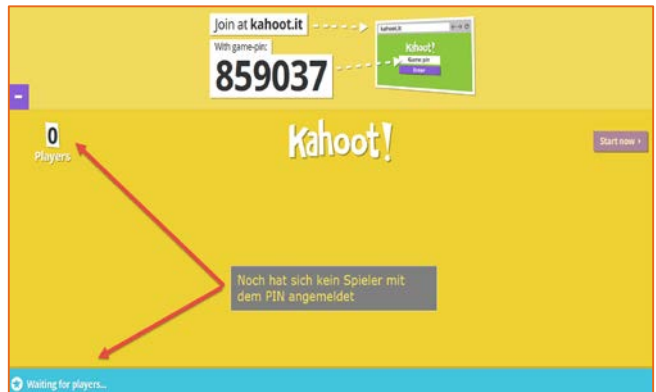 Join at kahoot.it
With game-pin:
859037
kahoot.it
Kahoot!
Game pin
Enter
0
Players
Kahoot!
Start now ›
Noch hat sich kein Spieler mit
dem PIN angemeldet
Waiting for players...